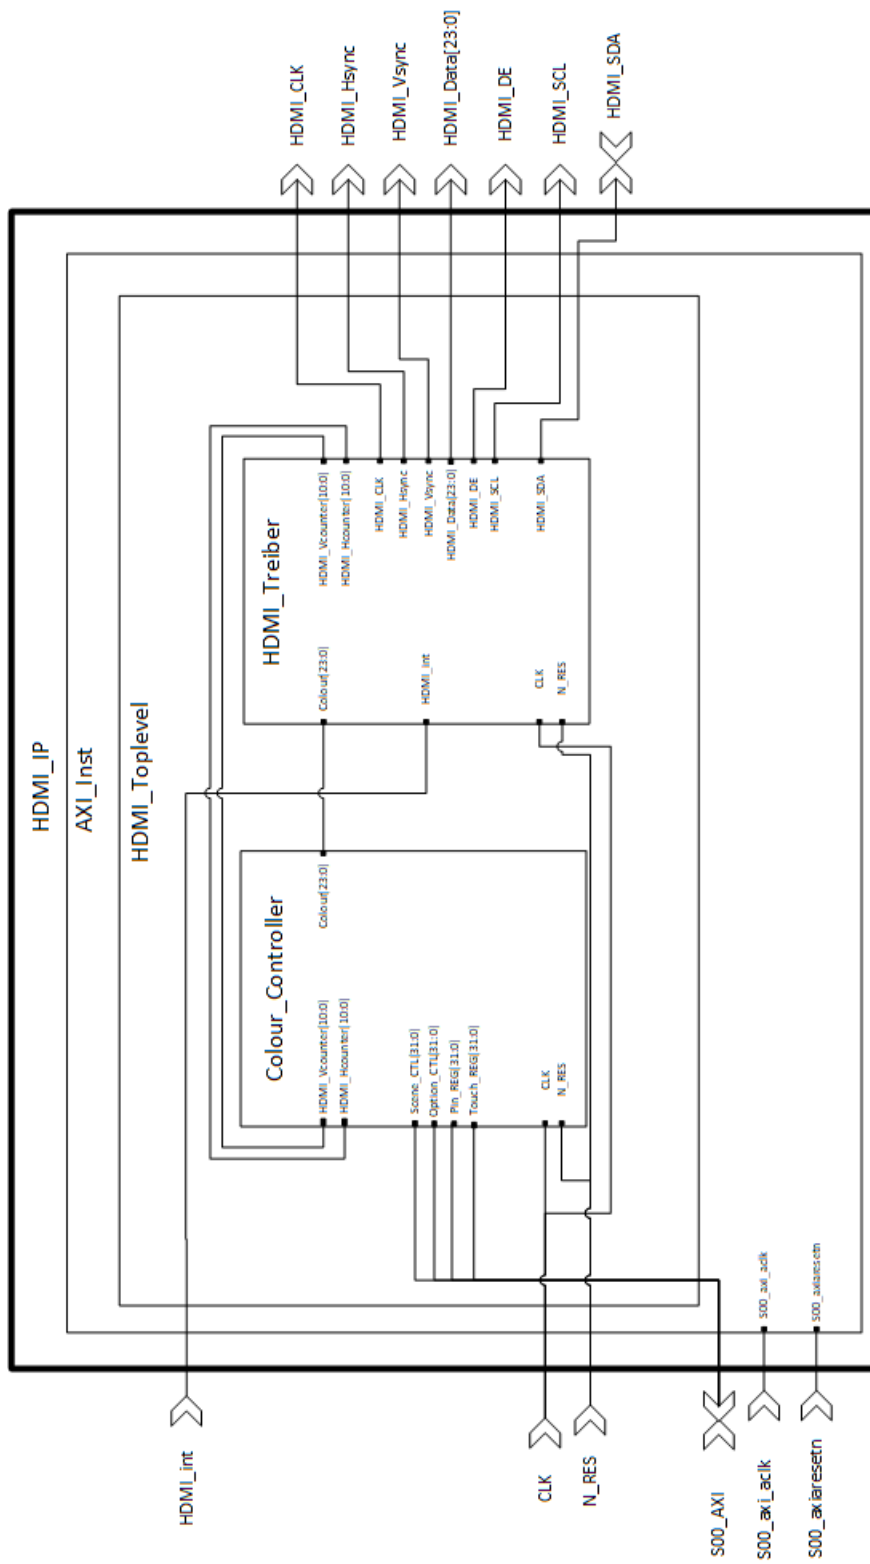 HDMI_IP
AXI_Inst
HDMI_Toplevel
HDMI_int
CLK
N_RES
S00_AXI
S00_axi_aclk
S00_axiaresetn
S00_axi_aclk
S00_axiaresetn
Colour_Controller
HDMI_Vcounter[10:0]
HDMI_Hcounter[10:0]
Scene_CTL[31:0]
Option_CTL[31:0]
Pin_REG[31:0]
Touch_REG[31:0]
CLK
N_RES
Colour[23:0]
HDMI_Treiber
Colour[23:0]
HDMI_int
CLK
N_RES
HDMI_Vcounter[10:0]
HDMI_Hcounter[10:0]
HDMI_CLK
HDMI_Hsync
HDMI_Vsync
HDMI_Data[23:0]
HDMI_DE
HDMI_SCL
HDMI_SDA
HDMI_CLK
HDMI_Hsync
HDMI_Vsync
HDMI_Data[23:0]
HDMI_DE
HDMI_SCL
HDMI_SDA